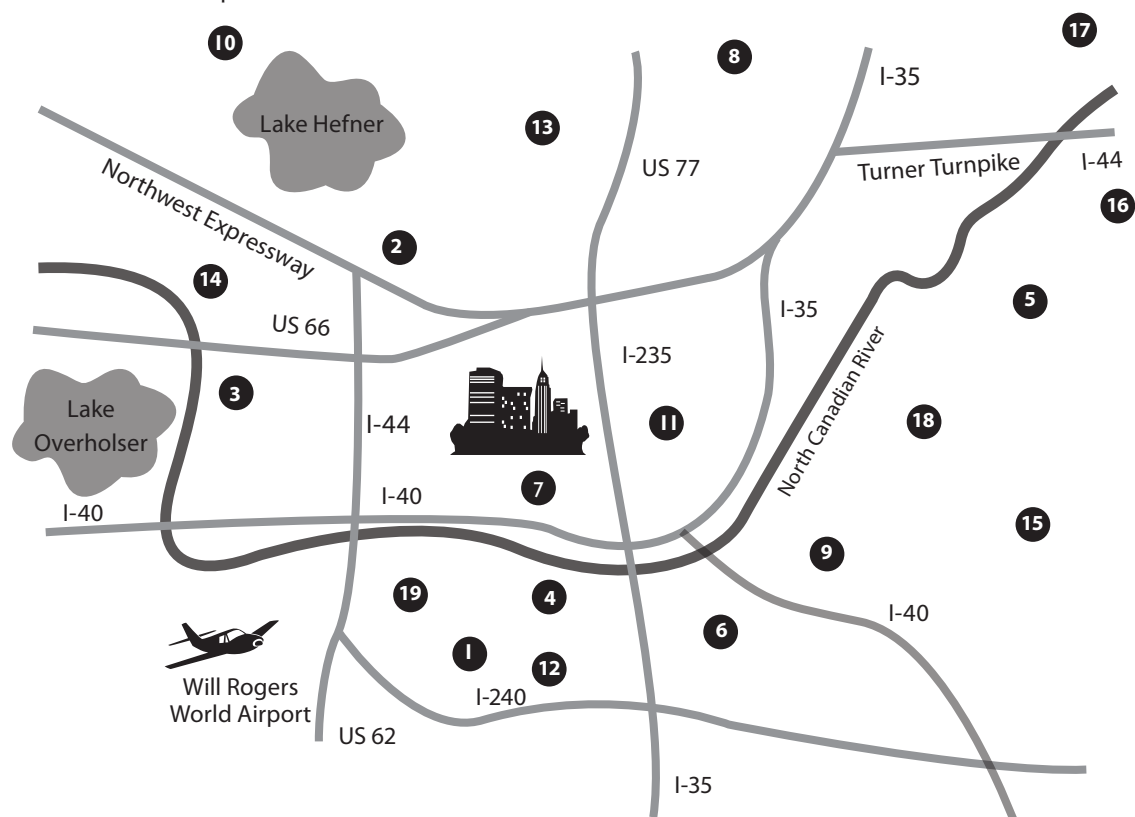 17
10
8
I-35
Lake Hefner
13
Turner Turnpike
I-44
US 77
Northwest Expressway
16
2
14
5
I-35
US 66
I-235
North Canadian River
3
Lake
Overholser
I-44
11
18
7
I-40
I-40
15
9
19
4
I-40
6
1
12
Will Rogers
World Airport
I-240
US 62
I-35